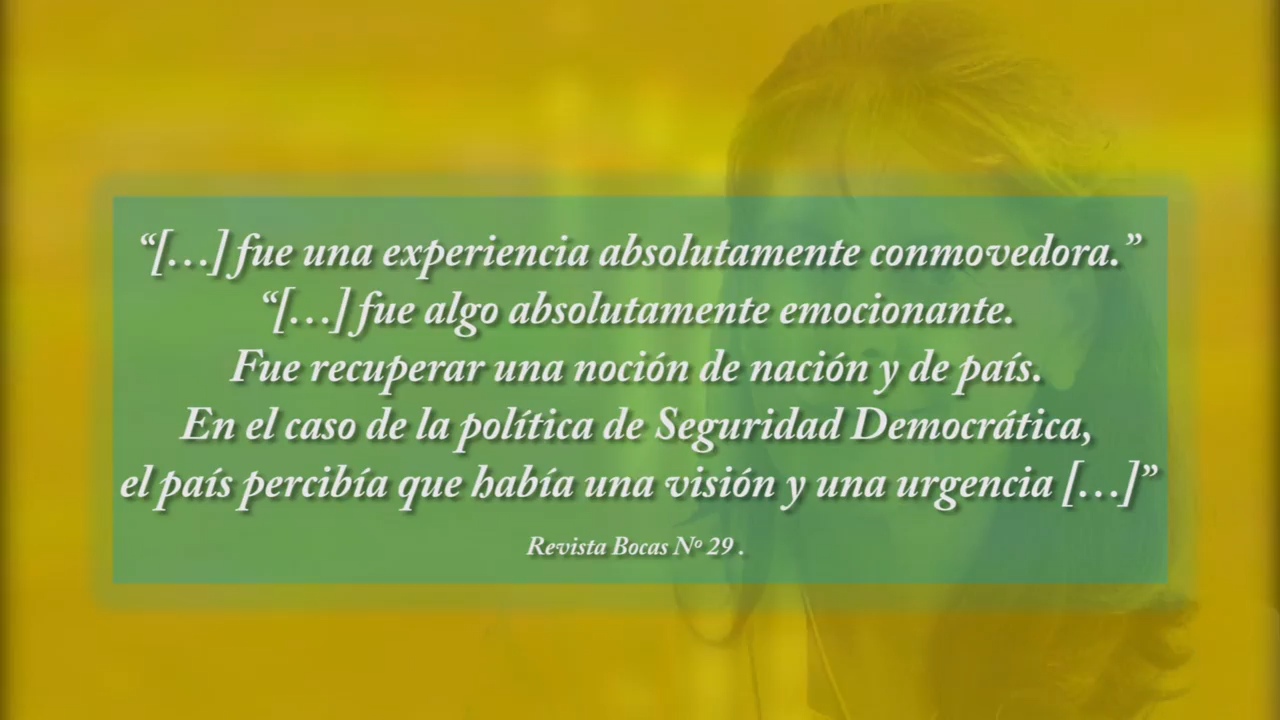 “[…] fue una experiencia absolutamente conmovedora.”
“[…] fue algo absolutamente emocionante.
Fue recuperar una noción de nación y de país.
En el caso de la política de Seguridad Democrática,
el país percibía que había una visión y una urgencia […]”
Revista Bocas Nº 29 .